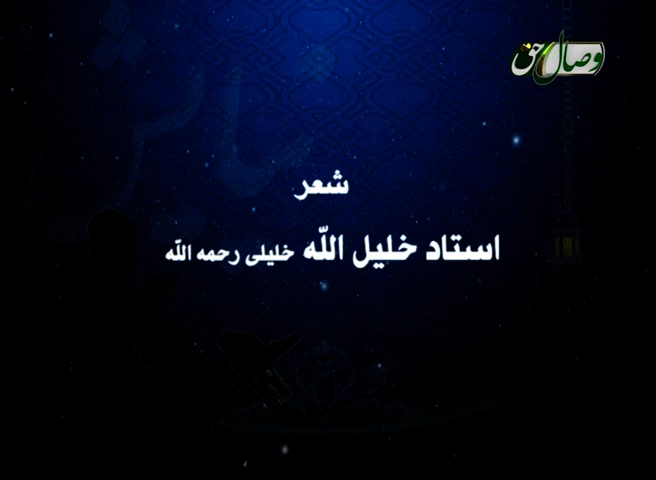 وصال حق
شعر
استاد خلیل الله خلیلی رحمه الله